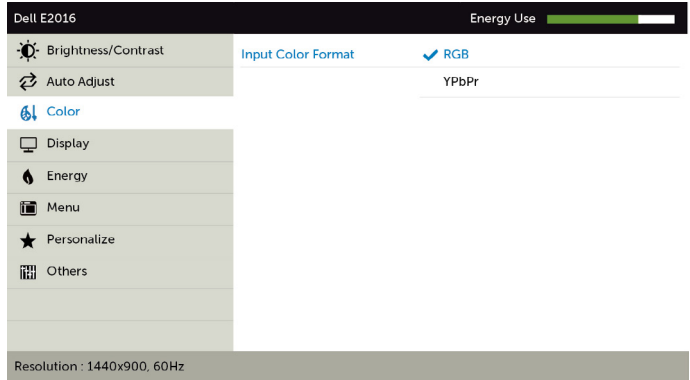 Dell E2016 Energy Use
Brightness/Contrast Input Color Format RGB
Auto Adjust YPbPr
Color
Display
Energy
Menu
Personalize
Others
Resolution : 1440x900, 60Hz